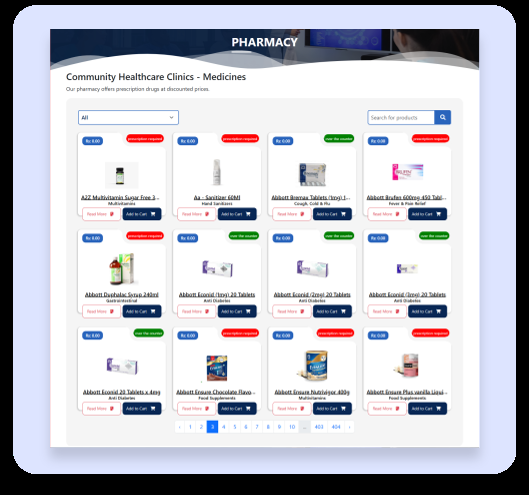 PHARMACY
Community Healthcare Clinics - Medicines
Our pharmacy offers prescription drugs at discounted prices.
All
Search for products
Rs: 0.00
prescription required
A2Z Multivitamin Sugar Free 3...
Multivitamins
Read More
Add to Cart
Rs: 0.00
prescription required
Aa - Sanitizer 60Ml
Hand Sanitizers
Read More
Add to Cart
Rs: 0.00
over the counter
Abbott Bremax Tablets (1mg) 1...
Cough, Cold & Flu
Read More
Add to Cart
Rs: 0.00
prescription required
Abbott Brufen 600mg 450 Tabl...
Fever & Pain Relief
Read More
Add to Cart
Rs: 0.00
prescription required
Abbott Duphalac Syrup 240ml
Gastrointestinal
Read More
Add to Cart
Rs: 0.00
over the counter
Abbott Econid (1mg) 20 Tablets
Anti Diabetes
Read More
Add to Cart
Rs: 0.00
over the counter
Abbott Econid (2mg) 20 Tablets
Anti Diabetes
Read More
Add to Cart
Rs: 0.00
over the counter
Abbott Econid (3mg) 20 Tablets
Anti Diabetes
Read More
Add to Cart
Rs: 0.00
over the counter
Abbott Econid 20 Tablets x 4mg
Anti Diabetes
Read More
Add to Cart
Rs: 0.00
prescription required
Abbott Ensure Chocolate Flavo...
Food Supplements
Read More
Add to Cart
Rs: 0.00
prescription required
Abbott Ensure Nutrivigor 400g
Multivitamins
Read More
Add to Cart
Rs: 0.00
prescription required
Abbott Ensure Plus vanilla Liqui...
Food Supplements
Read More
Add to Cart
‹ 1 2 3 4 5 6 7 8 9 10 ... 403 404 ›